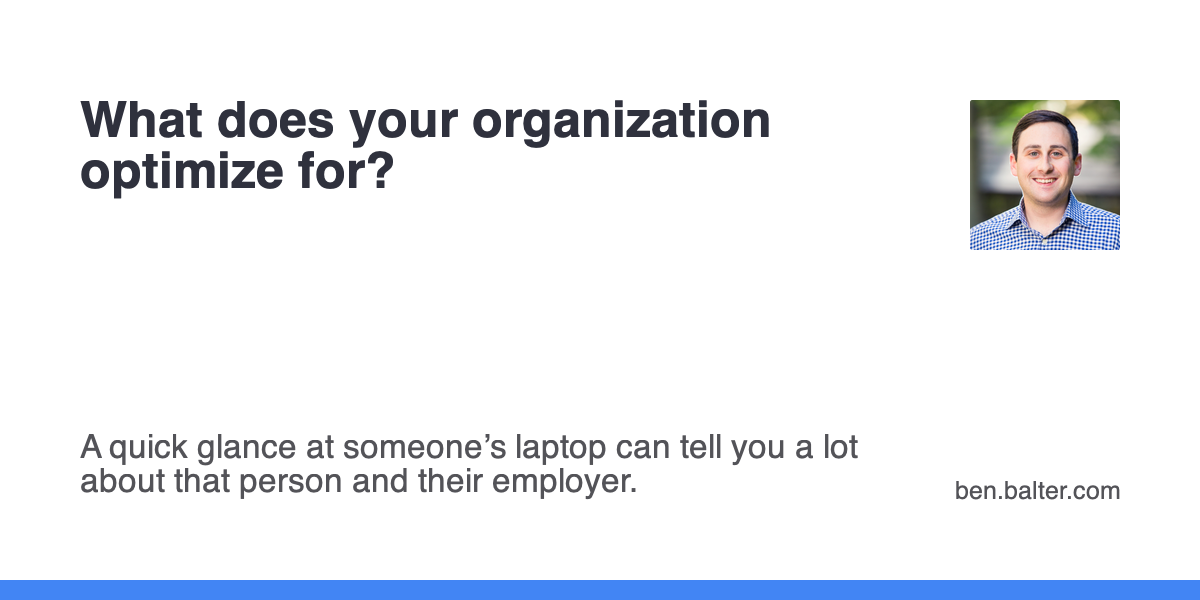 What does your organization
optimize for?
A quick glance at someone’s laptop can tell you a lot
about that person and their employer.
ben.balter.com